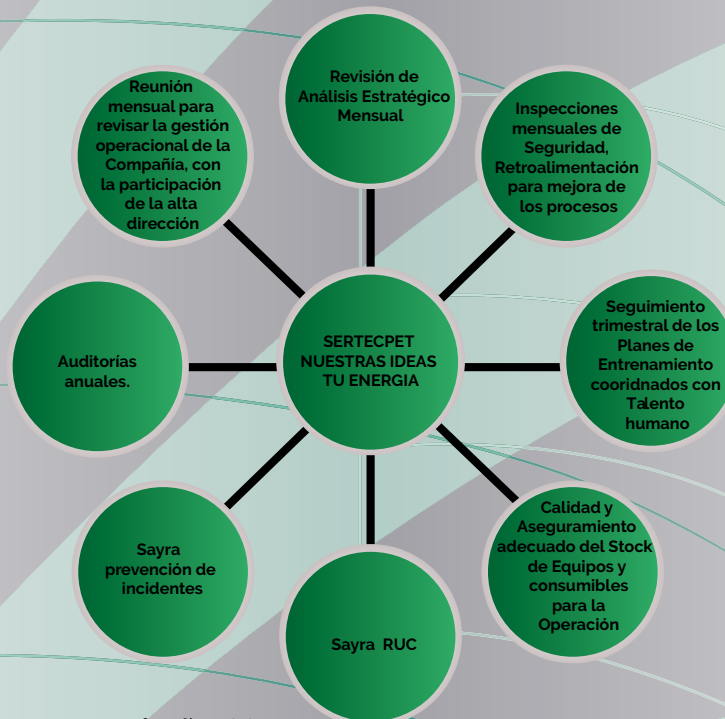 Revisión de
Análisis Estratégico
Mensual
Reunión
mensual para
revisar la gestión
operacional de la
Compañía, con
la participación
de la alta
dirección
Inspecciones
mensuales de
Seguridad,
Retroalimentación
para mejora de
los procesos
SERTECPET
NUESTRAS IDEAS
TU ENERGIA
Seguimiento
trimestral de los
Planes de
Entrenamiento
cooridnados con
Talento
humano
Auditorías
anuales.
Calidad y
Aseguramiento
adecuado del Stock
de Equipos y
consumibles
para la
Operación
Sayra
prevención de
incidentes
Sayra RUC